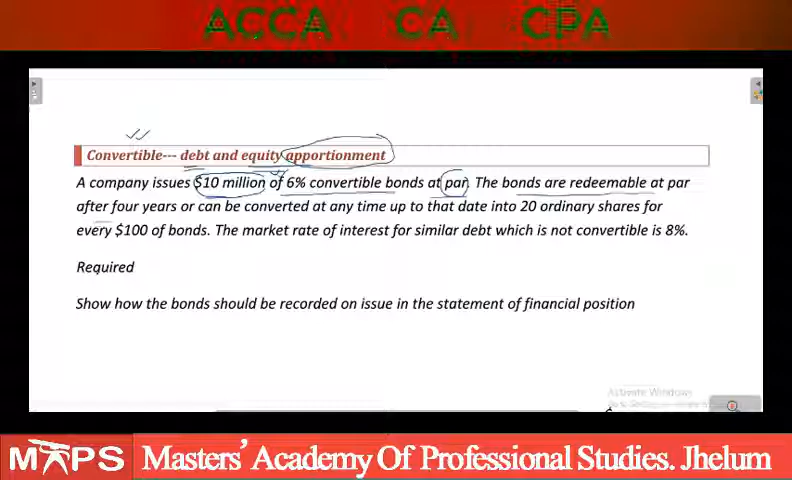 ACCA CA CPA
Convertible--- debt and equity apportionment
A company issues $10 million of 6% convertible bonds at par. The bonds are redeemable at par
after four years or can be converted at any time up to that date into 20 ordinary shares for
every $100 of bonds. The market rate of interest for similar debt which is not convertible is 8%.
Required
Show how the bonds should be recorded on issue in the statement of financial position
Activate Windows
MAPS Masters' Academy Of Professional Studies. Jhelum